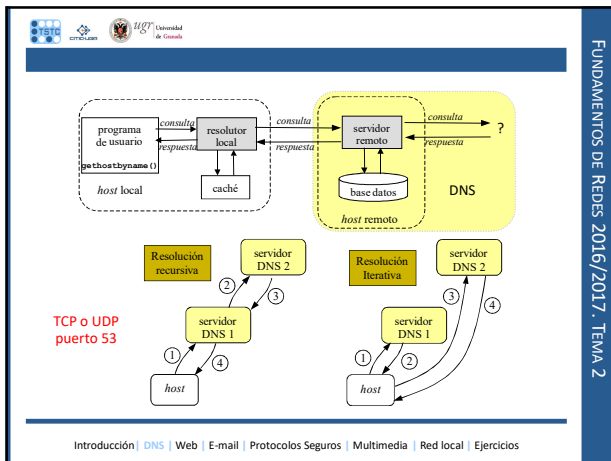 TSTC
CITIC-UGR
ugr
Universidad
de Granada
FUNDAMENTOS DE REDES 2016/2017. TEMA 2
programa
de usuario
gethostbyname()
consulta
respuesta
resolutor
local
caché
host local
consulta
respuesta
servidor
remoto
base datos
host remoto
consulta
respuesta
?
DNS
Resolución
recursiva
servidor
DNS 2
2
3
servidor
DNS 1
TCP o UDP
puerto 53
1
4
host
Resolución
Iterativa
servidor
DNS 2
3
4
servidor
DNS 1
1
2
host
Introducción | DNS | Web | E-mail | Protocolos Seguros | Multimedia | Red local | Ejercicios